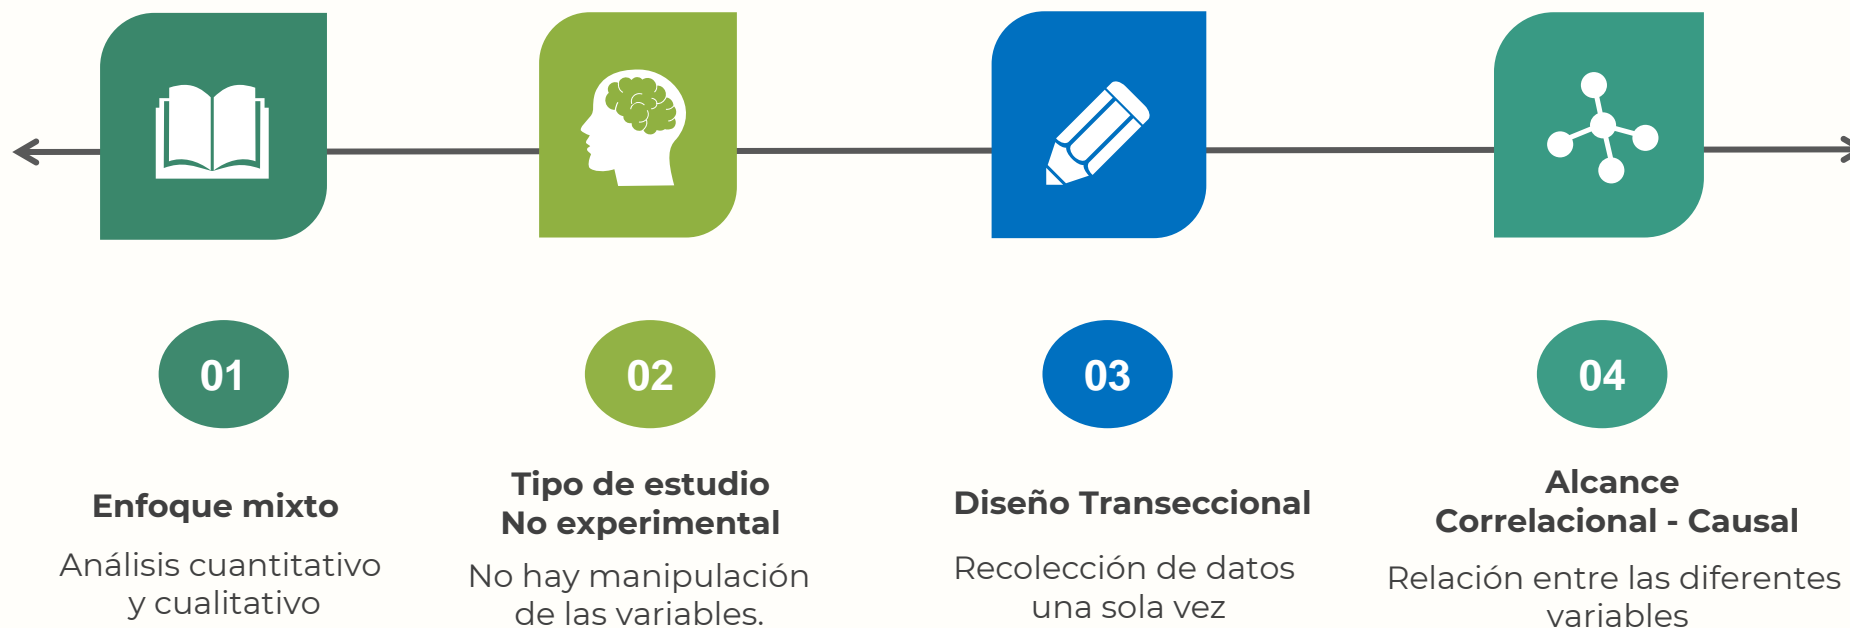 01
Enfoque mixto
Análisis cuantitativo
y cualitativo
02
Tipo de estudio
No experimental
No hay manipulación
de las variables.
03
Diseño Transeccional
Recolección de datos
una sola vez
04
Alcance
Correlacional - Causal
Relación entre las diferentes
variables